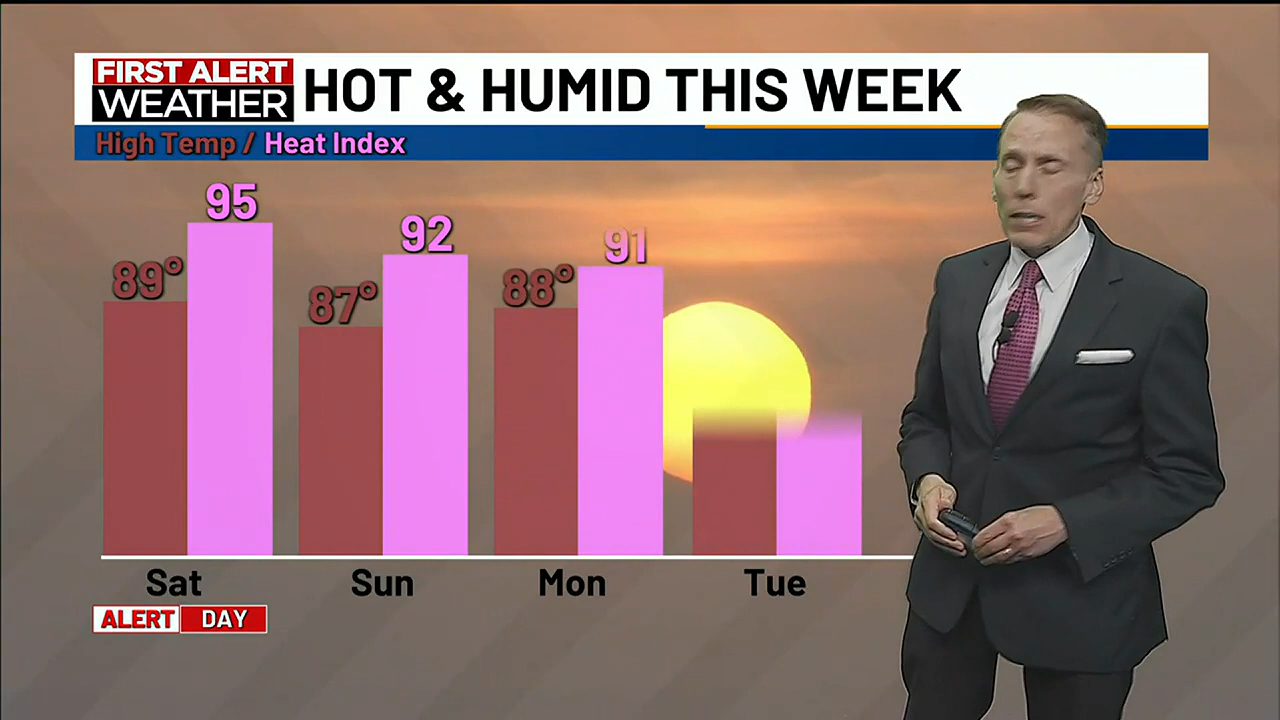 FIRST ALERT
WEATHER
HOT & HUMID THIS WEEK
High Temp / Heat Index
89° 95
87° 92
88° 91
Sat Sun Mon Tue
ALERT DAY